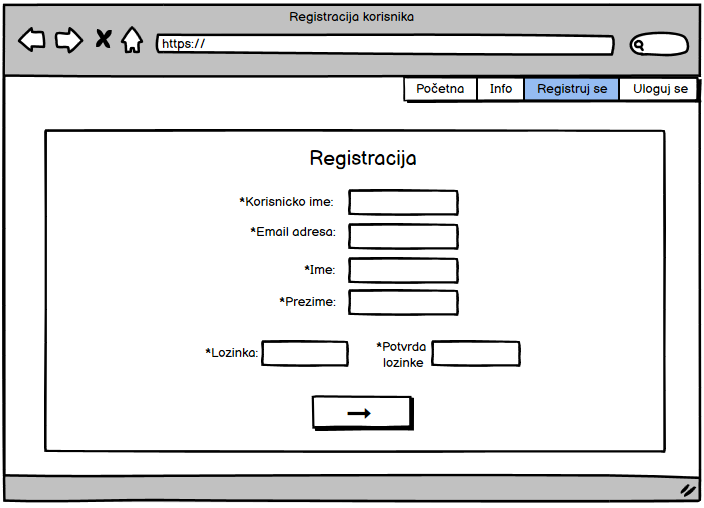 Registracija korisnika
https://
Početna Info Registruj se Uloguj se
Registracija
*Korisnicko ime:
*Email adresa:
*Ime:
*Prezime:
*Lozinka: *Potvrda
lozinke